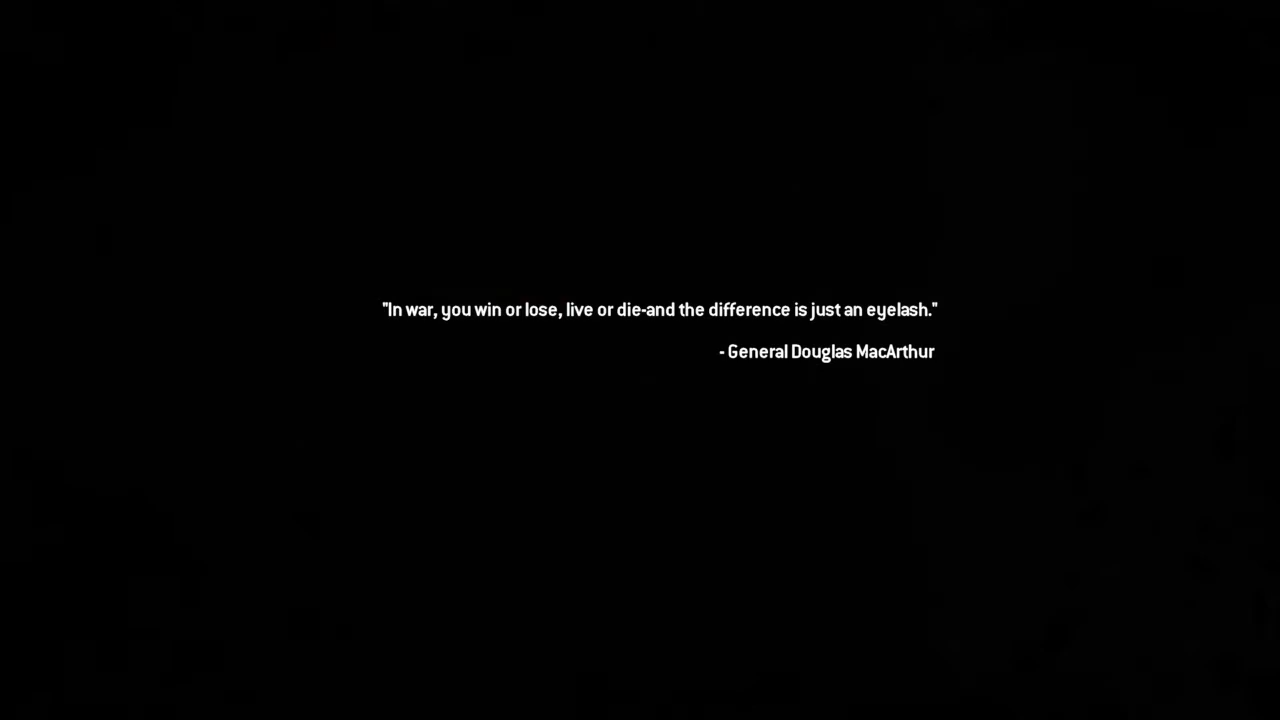 "In war, you win or lose, live or die-and the difference is just an eyelash."
- General Douglas MacArthur